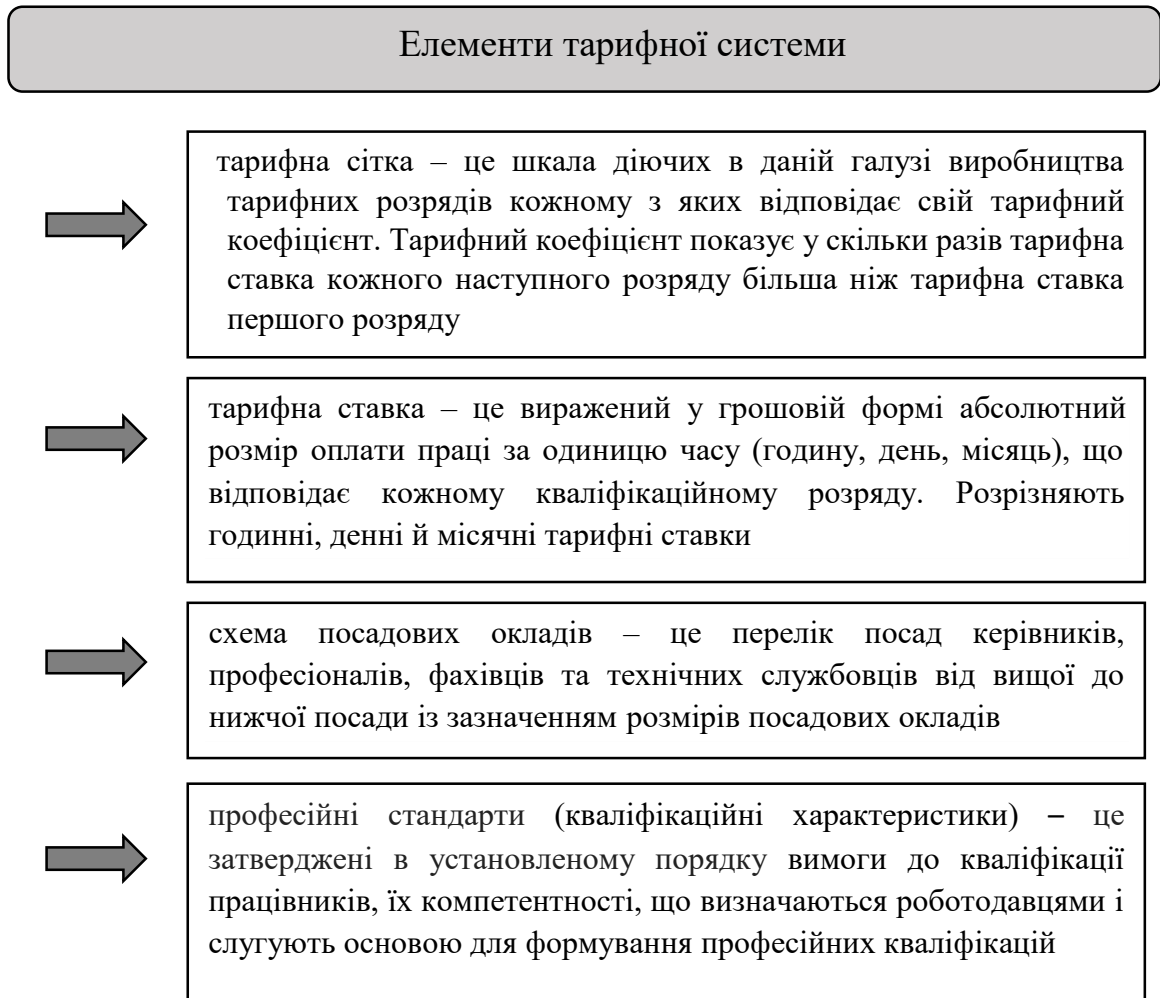 Елементи тарифної системи
тарифна сітка – це шкала діючих в даній галузі виробництва
тарифних розрядів кожному з яких відповідає свій тарифний
коефіцієнт. Тарифний коефіцієнт показує у скільки разів тарифна
ставка кожного наступного розряду більша ніж тарифна ставка
першого розряду
тарифна ставка – це виражений у грошовій формі абсолютний
розмір оплати праці за одиницю часу (годину, день, місяць), що
відповідає кожному кваліфікаційному розряду. Розрізняють
годинні, денні й місячні тарифні ставки
схема посадових окладів – це перелік посад керівників,
професіоналів, фахівців та технічних службовців від вищої до
нижчої посади із зазначенням розмірів посадових окладів
професійні стандарти (кваліфікаційні характеристики) – це
затверджені в установленому порядку вимоги до кваліфікації
працівників, їх компетентності, що визначаються роботодавцями і
слугують основою для формування професійних кваліфікацій